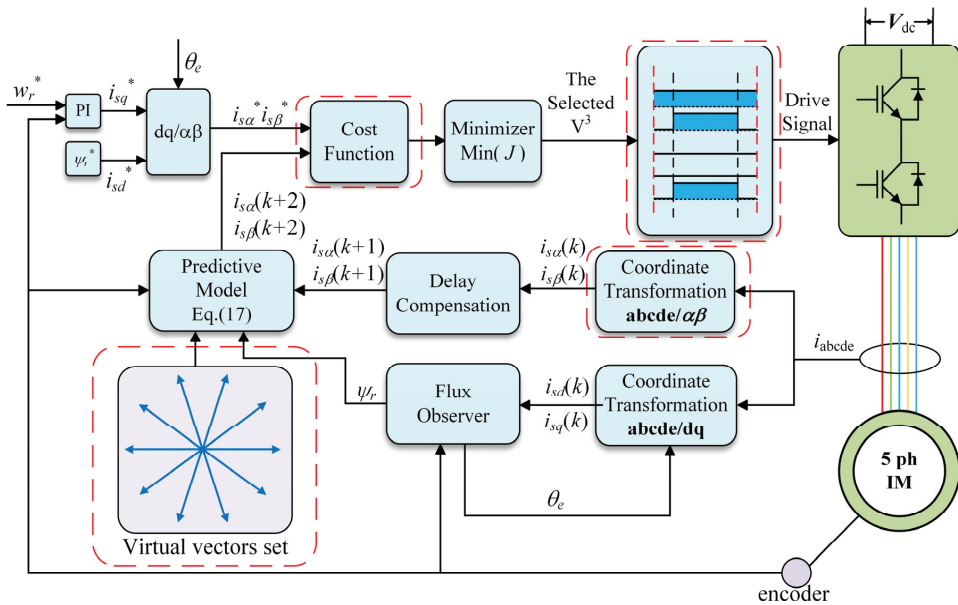 V_dc
θ_e
w_r^*
i_sq^*
PI
ψ_r^*
i_sd^*
dq/αβ
i_sα^* i_sβ^*
Cost
Function
Minimizer
Min( J )
The
Selected
V^3
Drive
Signal
i_sα(k+2)
i_sβ(k+2)
Predictive
Model
Eq.(17)
i_sα(k+1)
i_sβ(k+1)
Delay
Compensation
i_sα(k)
i_sβ(k)
Coordinate
Transformation
abcde/αβ
i_abcde
ψ_r
Flux
Observer
i_sd(k)
i_sq(k)
Coordinate
Transformation
abcde/dq
θ_e
5 ph
IM
Virtual vectors set
encoder